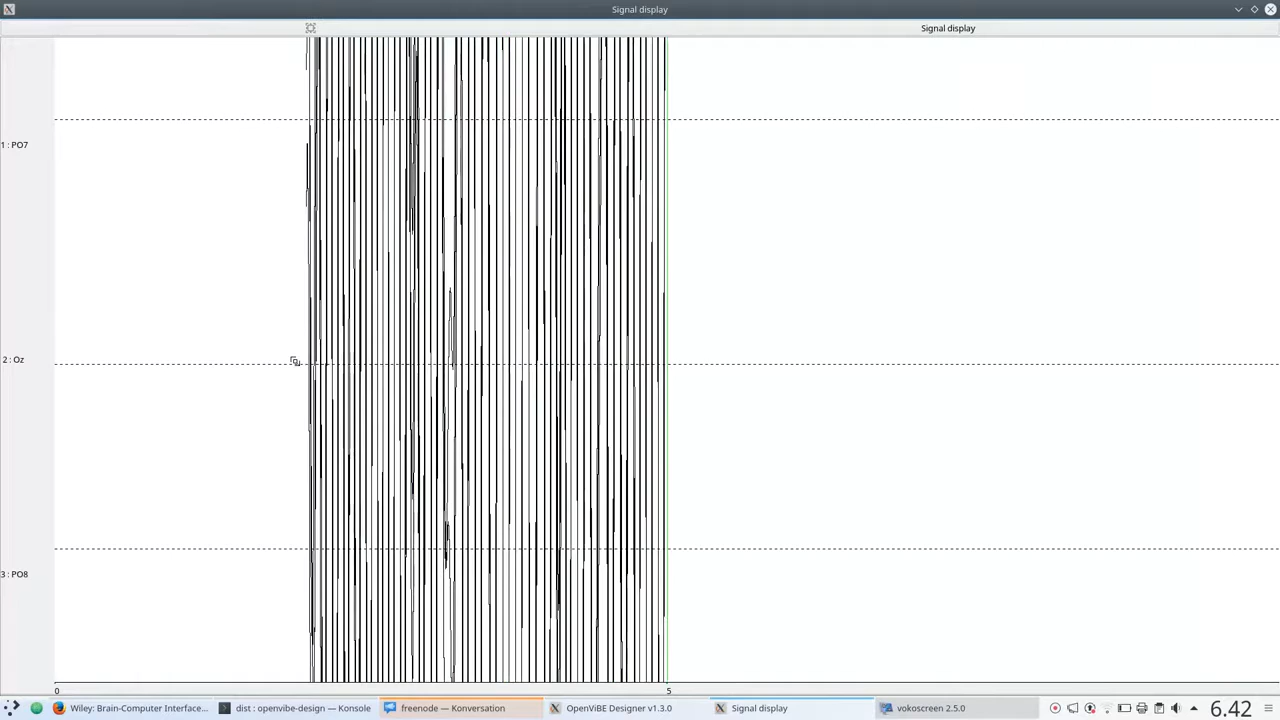 Signal display
Signal display
1 : PO7
2 : Oz
3 : PO8
0
5
Wiley: Brain-Computer Interface...
dist : openvibe-design — Konsole
freenode — Konversation
OpenViBE Designer v1.3.0
Signal display
vokoscreen 2.5.0
6.42